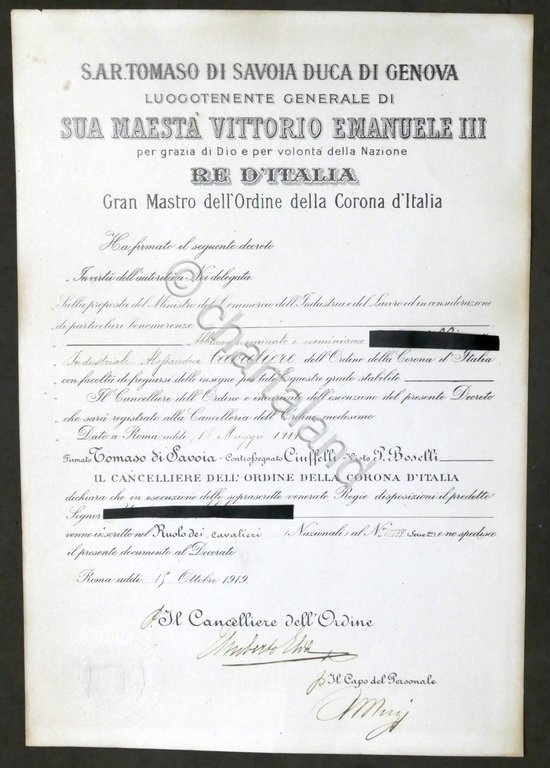 S.A.R. TOMASO DI SAVOIA DUCA DI GENOVA
LUOGOTENENTE GENERALE DI
SUA MAESTÀ VITTORIO EMANUELE III
per grazia di Dio e per volontà della Nazione
RE D'ITALIA
Gran Mastro dell'Ordine della Corona d'Italia
Ha firmato il seguente decreto
In virtù dell'autorità a Noi delegata
Sulla proposta del Ministro del Commercio dell'Industria e del Lavoro ed in considerazione
di particolari benemerenze
Abbiamo nominato e nominiamo
Industriale Alessandria Cavaliere dell'Ordine della Corona d'Italia
con facoltà di fregiarsi delle insegne per tale equestre grado stabilite
Il Cancelliere dell'Ordine è incaricato dell'esecuzione del presente Decreto
che sarà registrato alla Cancelleria dell'Ordine medesimo
Dato a Roma addì Maggio
Firmato Tomaso di Savoia - Controsegnato Ciuffelli - Visto P. Boselli
IL CANCELLIERE DELL'ORDINE DELLA CORONA D'ITALIA
dichiara che in esecuzione delle soprascritte venerate Regie disposizioni il predetto
Signor
venne inscritto nel Ruolo dei Cavalieri Nazionali al N° (Serie 2ª) e ne spedisce
il presente documento al Decorato
Roma addì 15 Ottobre 1919.
p. Il Cancelliere dell'Ordine
p. Il Capo del Personale
© chartaland